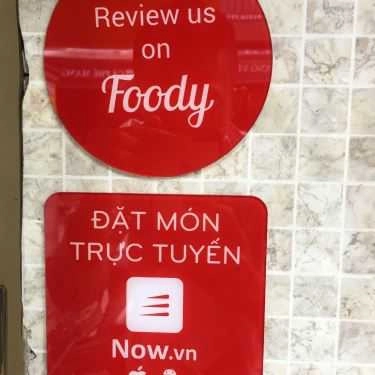 Review us
on
Foody
ĐẶT MÓN
TRỰC TUYẾN
Now.vn